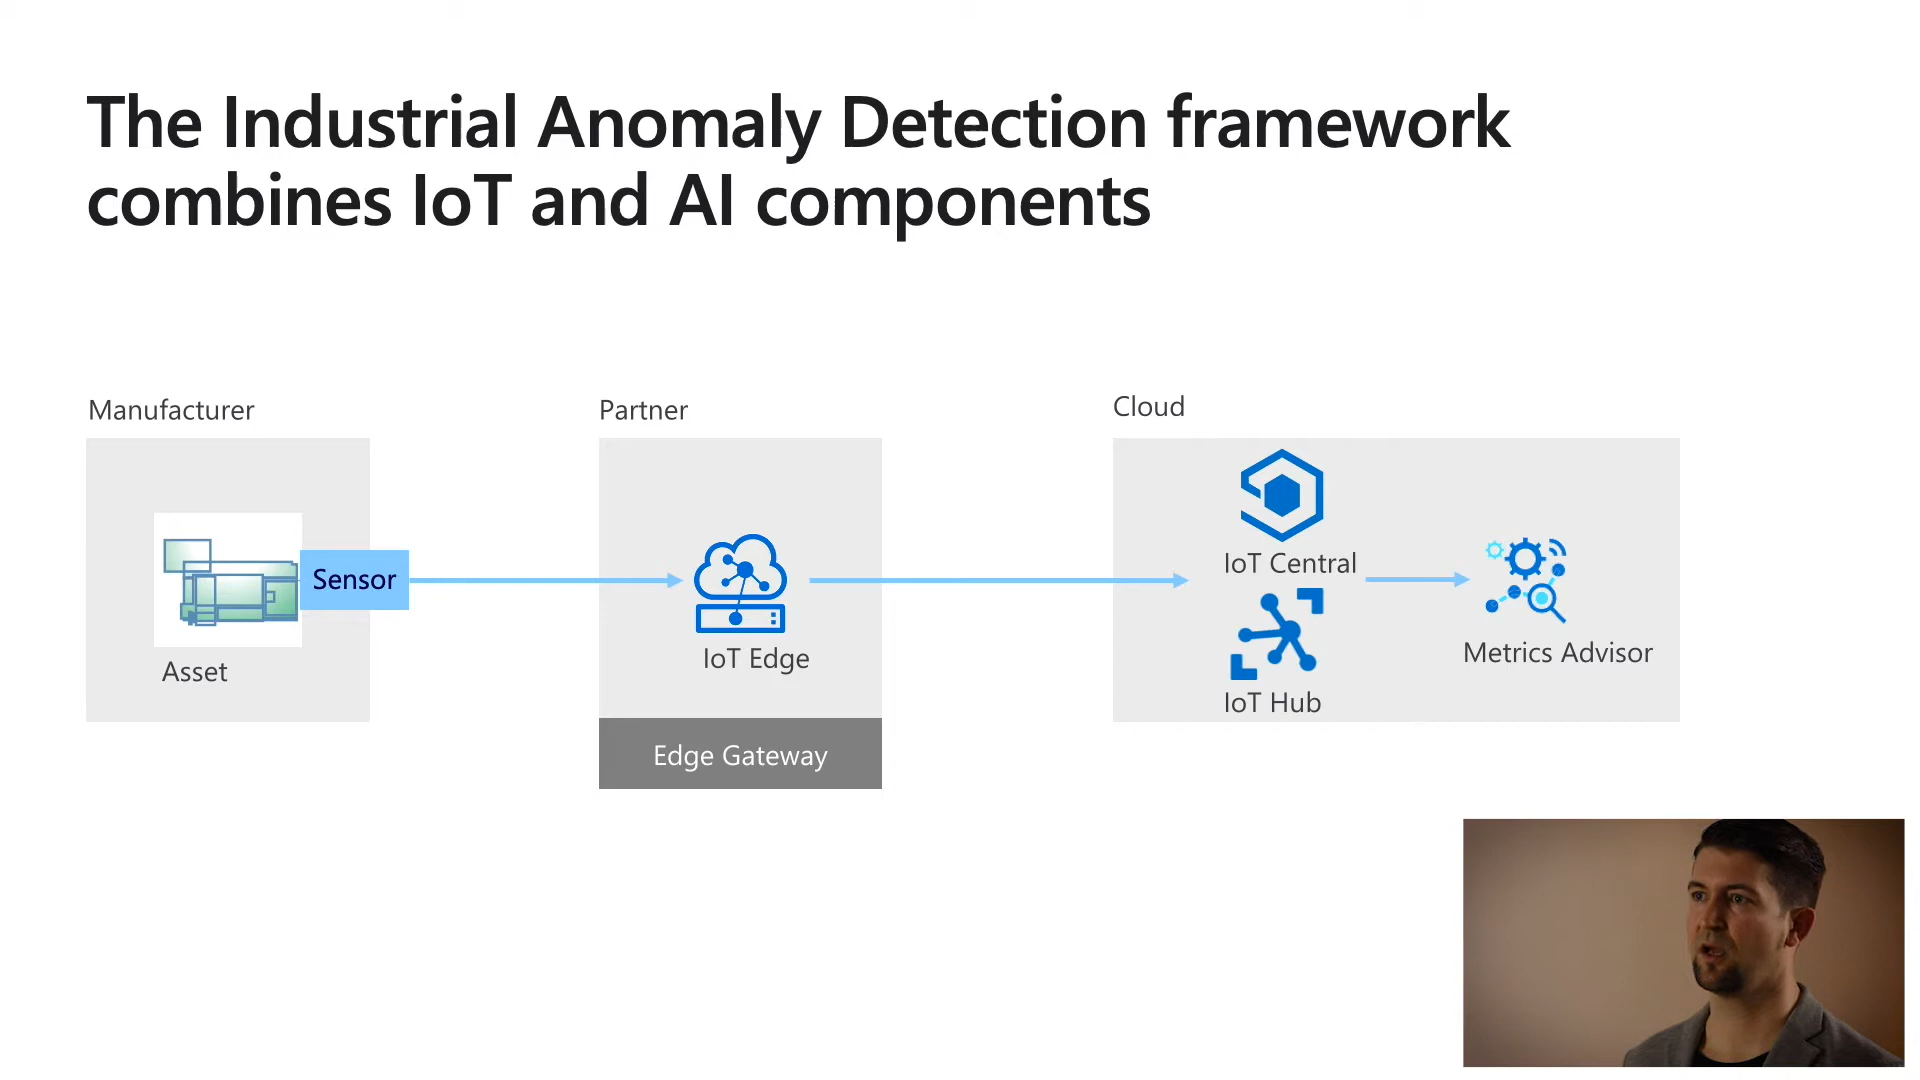 The Industrial Anomaly Detection framework
combines IoT and AI components
Manufacturer
Sensor
Asset
Partner
IoT Edge
Edge Gateway
Cloud
IoT Central
IoT Hub
Metrics Advisor